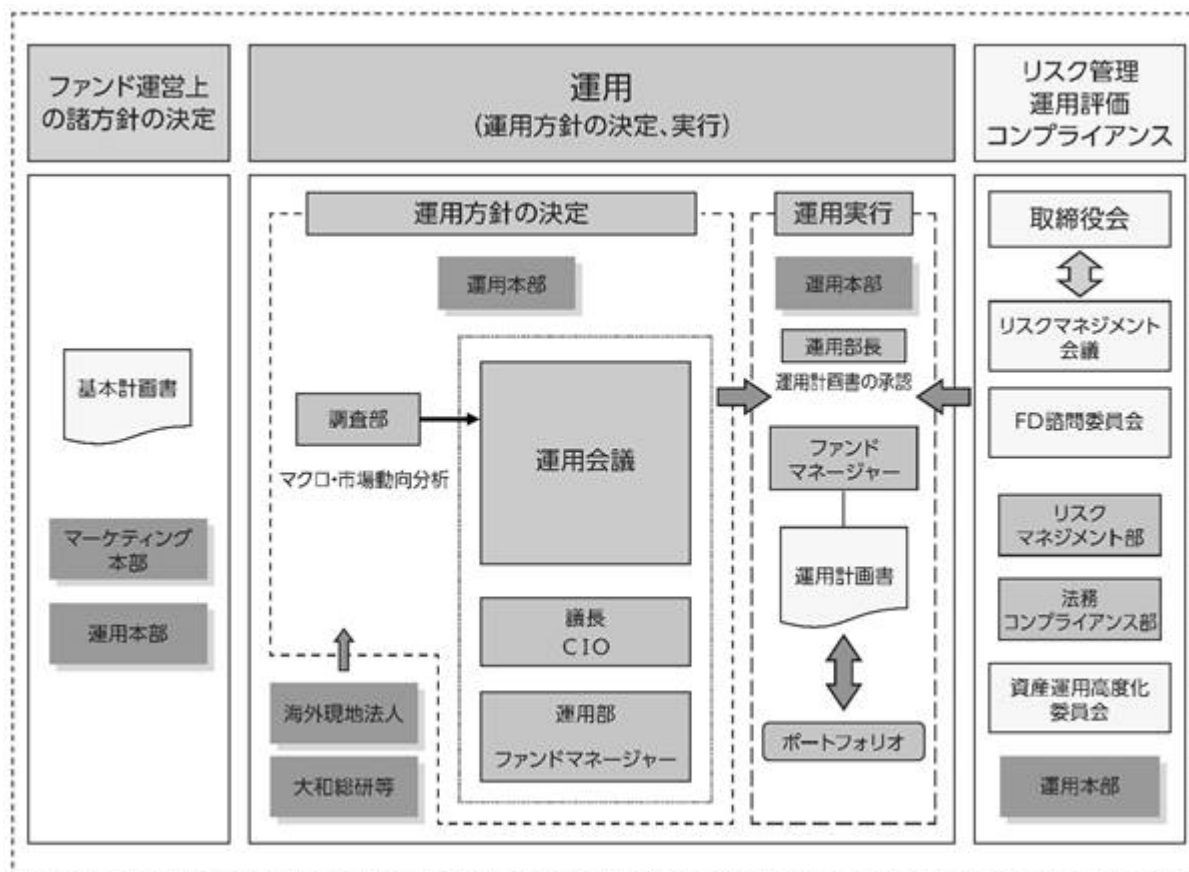 ファンド運営上
の諸方針の決定
運用
(運用方針の決定、実行)
リスク管理
運用評価
コンプライアンス
基本計画書
マーケティング
本部
運用本部
運用方針の決定
運用本部
調査部
マクロ・市場動向分析
運用会議
議長
CIO
運用部
ファンドマネージャー
海外現地法人
大和総研等
運用実行
運用本部
運用部長
運用計画書の承認
ファンド
マネージャー
運用計画書
ポートフォリオ
取締役会
リスクマネジメント
会議
FD諮問委員会
リスク
マネジメント部
法務
コンプライアンス部
資産運用高度化
委員会
運用本部